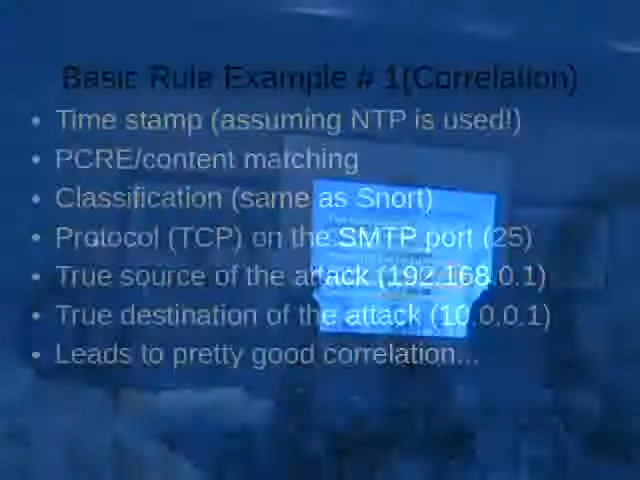 Basic Rule Example # 1(Correlation)
• Time stamp (assuming NTP is used!)
• PCRE/content matching
• Classification (same as Snort)
• Protocol (TCP) on the SMTP port (25)
• True source of the attack (192.168.0.1)
• True destination of the attack (10.0.0.1)
• Leads to pretty good correlation...